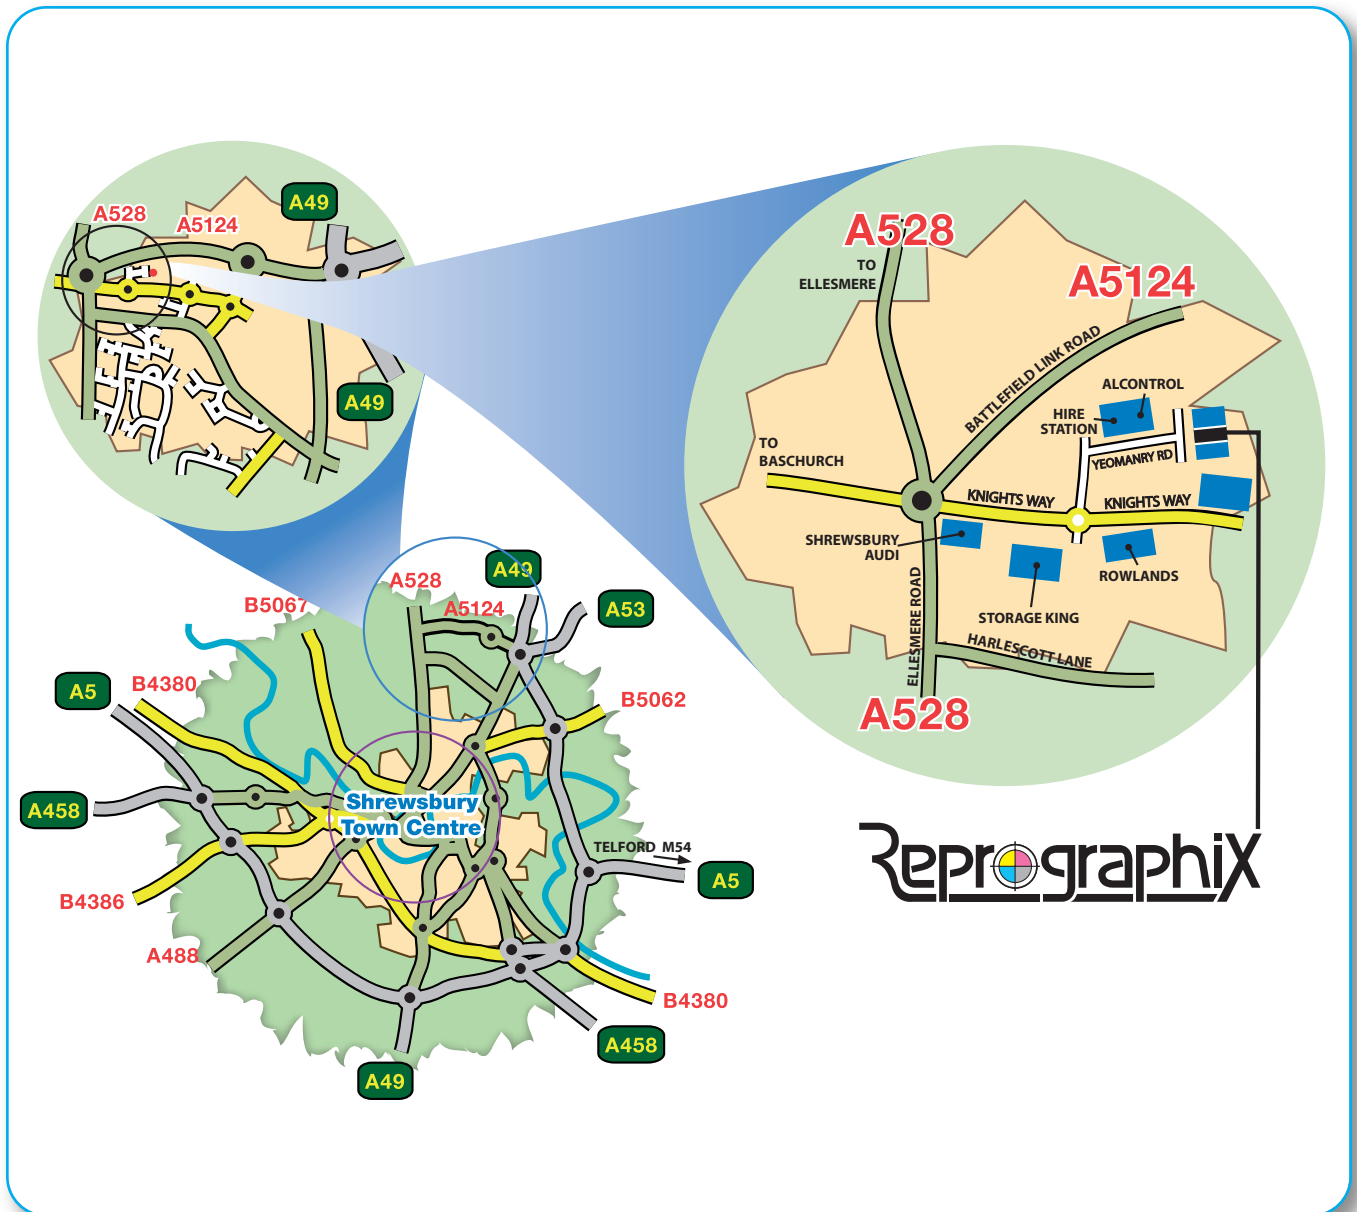 A528
A5124
A49
A49
A528
TO
ELLESMERE
A5124
BATTLEFIELD LINK ROAD
ALCONTROL
HIRE
STATION
TO
BASCHURCH
YEOMANRY RD
KNIGHTS WAY
KNIGHTS WAY
SHREWSBURY
AUDI
ROWLANDS
STORAGE KING
ELLESMERE ROAD
HARLESCOTT LANE
A528
A528
A49
B5067
A5124
A53
A5
B4380
B5062
A458
Shrewsbury
Town Centre
TELFORD M54
A5
B4386
A488
B4380
A458
A49
ReprographiX